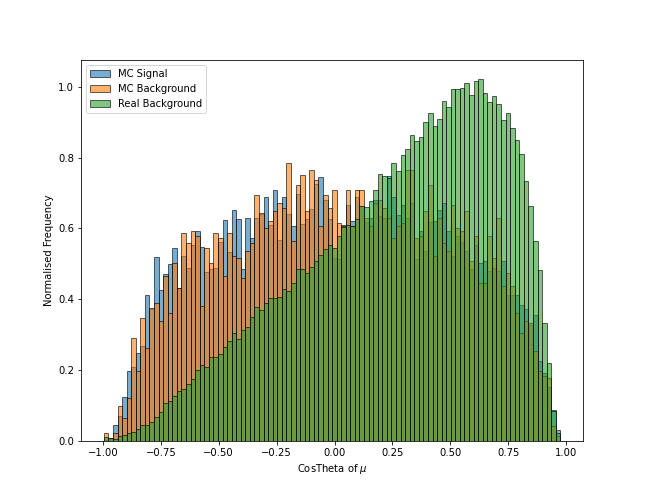 MC Signal
MC Background
Real Background
Normalised Frequency
1.0
0.8
0.6
0.4
0.2
0.0
−1.00 −0.75 −0.50 −0.25 0.00 0.25 0.50 0.75 1.00
CosTheta of μ